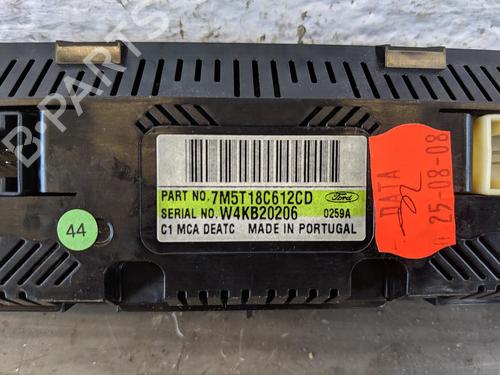 PART NO. 7M5T18C612CD
Ford
SERIAL NO. W4KB20206 0259A
C1 MCA DEATC MADE IN PORTUGAL
44
DATA
25-08-08
B-Parts